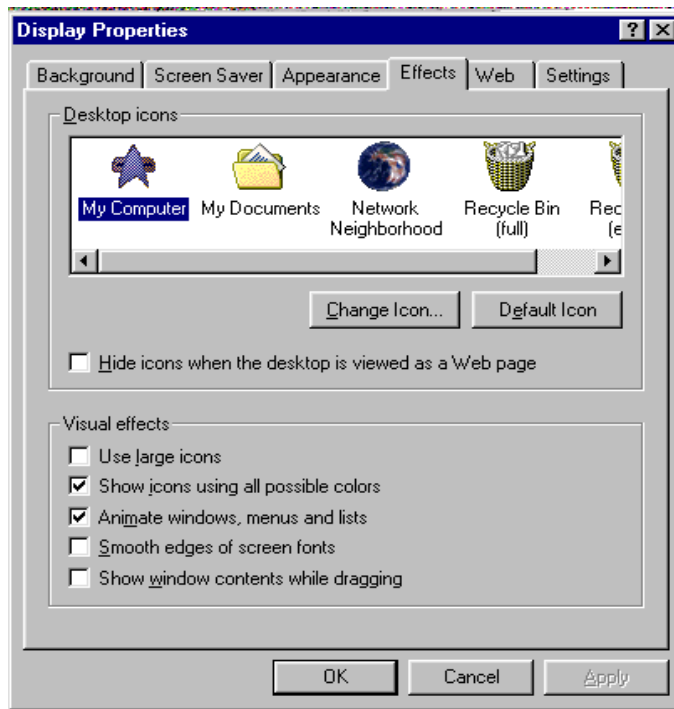 Display Properties
Background Screen Saver Appearance Effects Web Settings
Desktop icons
My Computer My Documents Network Neighborhood Recycle Bin (full) Rec (e
Change Icon... Default Icon
Hide icons when the desktop is viewed as a Web page
Visual effects
Use large icons
Show icons using all possible colors
Animate windows, menus and lists
Smooth edges of screen fonts
Show window contents while dragging
OK Cancel Apply